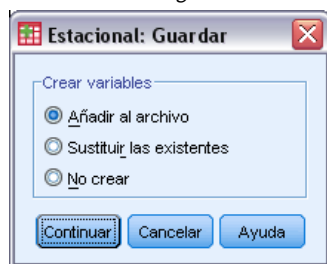 Estacional: Guardar
Crear variables
Añadir al archivo
Sustituir las existentes
No crear
Continuar Cancelar Ayuda